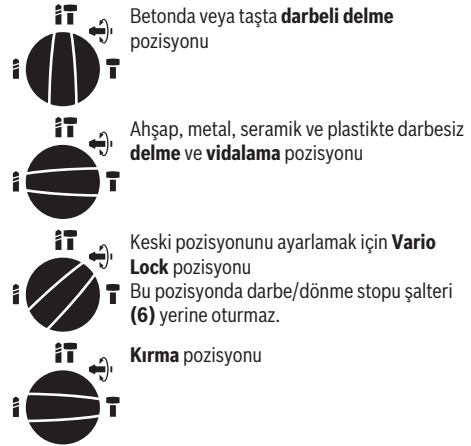 Betonda veya taşta darbeli delme
pozisyonu
Ahşap, metal, seramik ve plastikte darbesiz
delme ve vidalama pozisyonu
Keski pozisyonunu ayarlamak için Vario
Lock pozisyonu
Bu pozisyonda darbe/dönme stopu şalteri
(6) yerine oturmaz.
Kırma pozisyonu